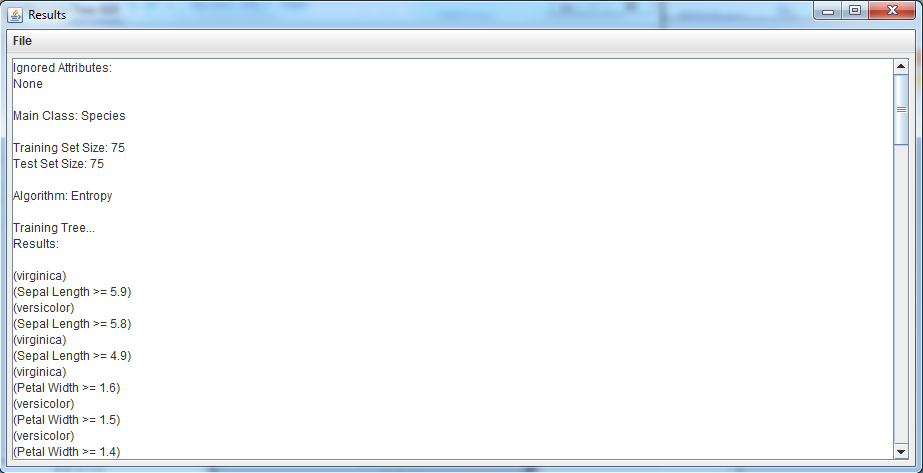 Results
File
Ignored Attributes:
None
Main Class: Species
Training Set Size: 75
Test Set Size: 75
Algorithm: Entropy
Training Tree...
Results:
(virginica)
(Sepal Length >= 5.9)
(versicolor)
(Sepal Length >= 5.8)
(virginica)
(Sepal Length >= 4.9)
(virginica)
(Petal Width >= 1.6)
(versicolor)
(Petal Width >= 1.5)
(versicolor)
(Petal Width >= 1.4)